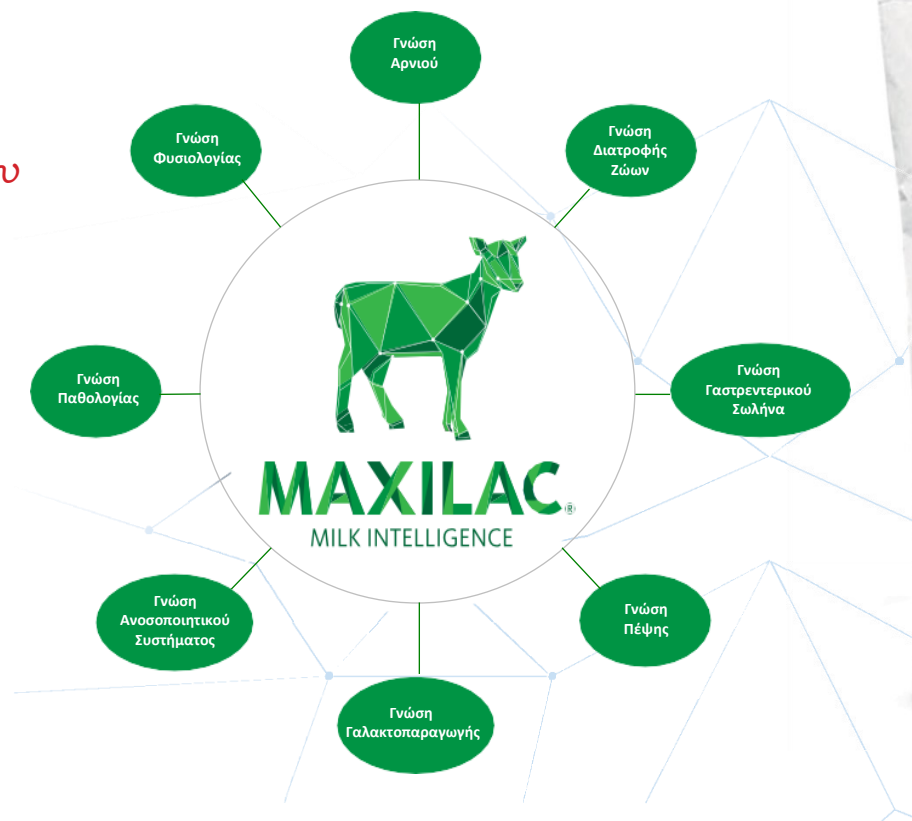 Γνώση
Αρνιού
Γνώση
Φυσιολογίας
Γνώση
Διατροφής
Ζώων
υ
Γνώση
Παθολογίας
Γνώση
Γαστρεντερικού
Σωλήνα
MAXILAC®
MILK INTELLIGENCE
Γνώση
Ανοσοποιητικού
Συστήματος
Γνώση
Πέψης
Γνώση
Γαλακτοπαραγωγής